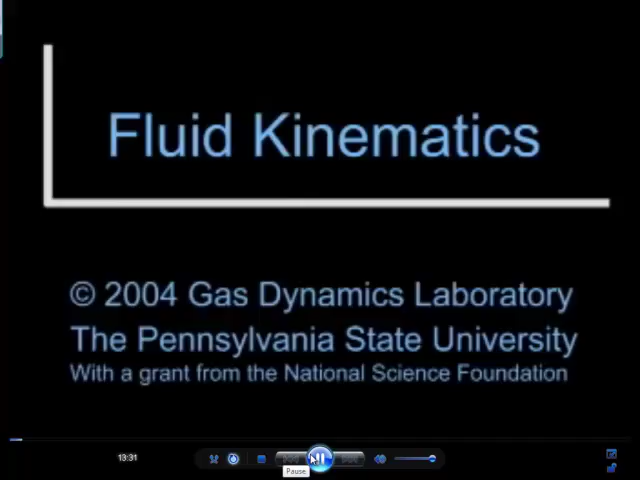 Fluid Kinematics
© 2004 Gas Dynamics Laboratory
The Pennsylvania State University
With a grant from the National Science Foundation
13:31
Pause